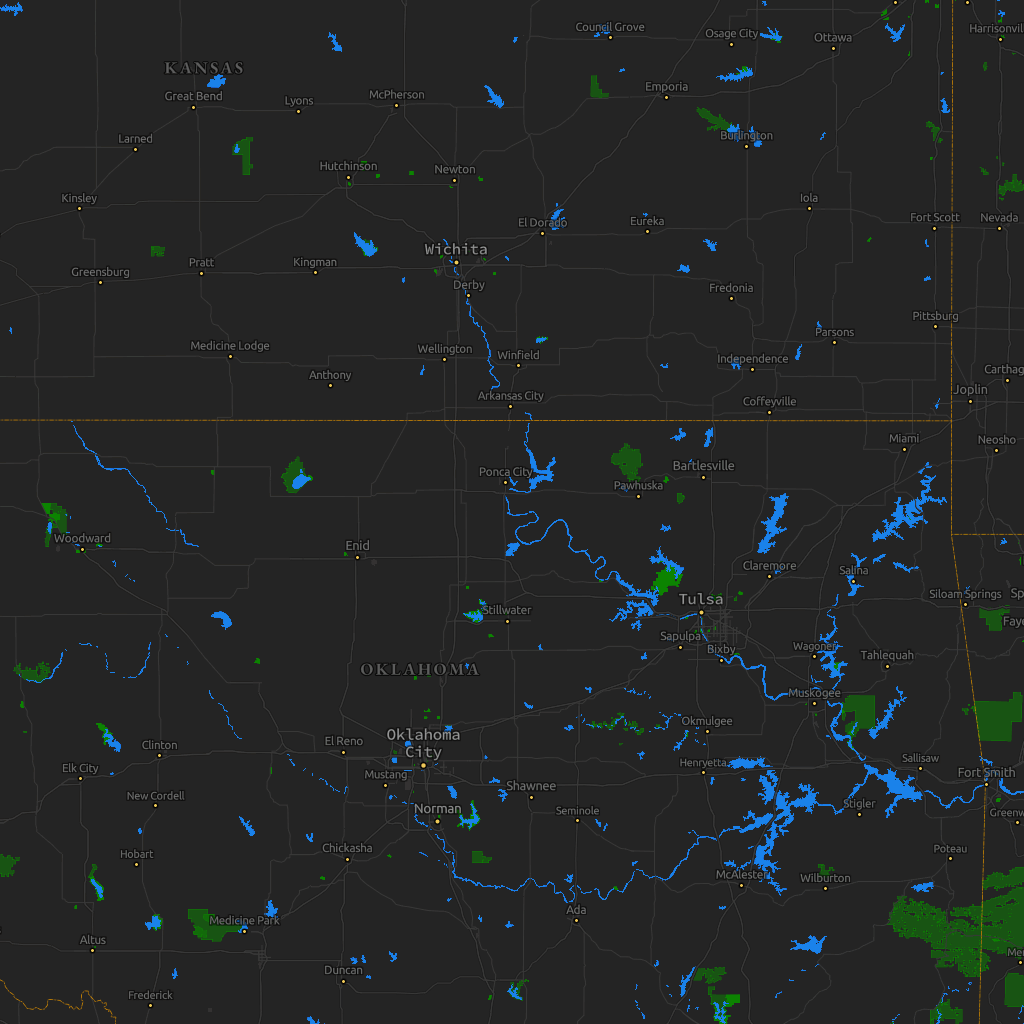 Council Grove
Osage City
Ottawa
KANSAS
Great Bend
Lyons
McPherson
Emporia
Larned
Burlington
Hutchinson
Newton
Kinsley
Iola
El Dorado
Eureka
Fort Scott
Nevada
Wichita
Greensburg
Pratt
Kingman
Derby
Fredonia
Pittsburg
Parsons
Medicine Lodge
Wellington
Winfield
Independence
Anthony
Carthag
Joplin
Arkansas City
Coffeyville
Miami
Neosho
Ponca City
Bartlesville
Pawhuska
Woodward
Enid
Claremore
Salina
Siloam Springs
Sp
Tulsa
Stillwater
Faye
Sapulpa
Bixby
Wagoner
Tahlequah
OKLAHOMA
Muskogee
Okmulgee
Oklahoma
City
El Reno
Clinton
Sallisaw
Henryetta
Elk City
Mustang
Fort Smith
Shawnee
New Cordell
Norman
Seminole
Stigler
Greenw
Hobart
Chickasha
Poteau
McAlester
Wilburton
Ada
Medicine Park
Altus
Me
Duncan
Frederick
Harrisonvil